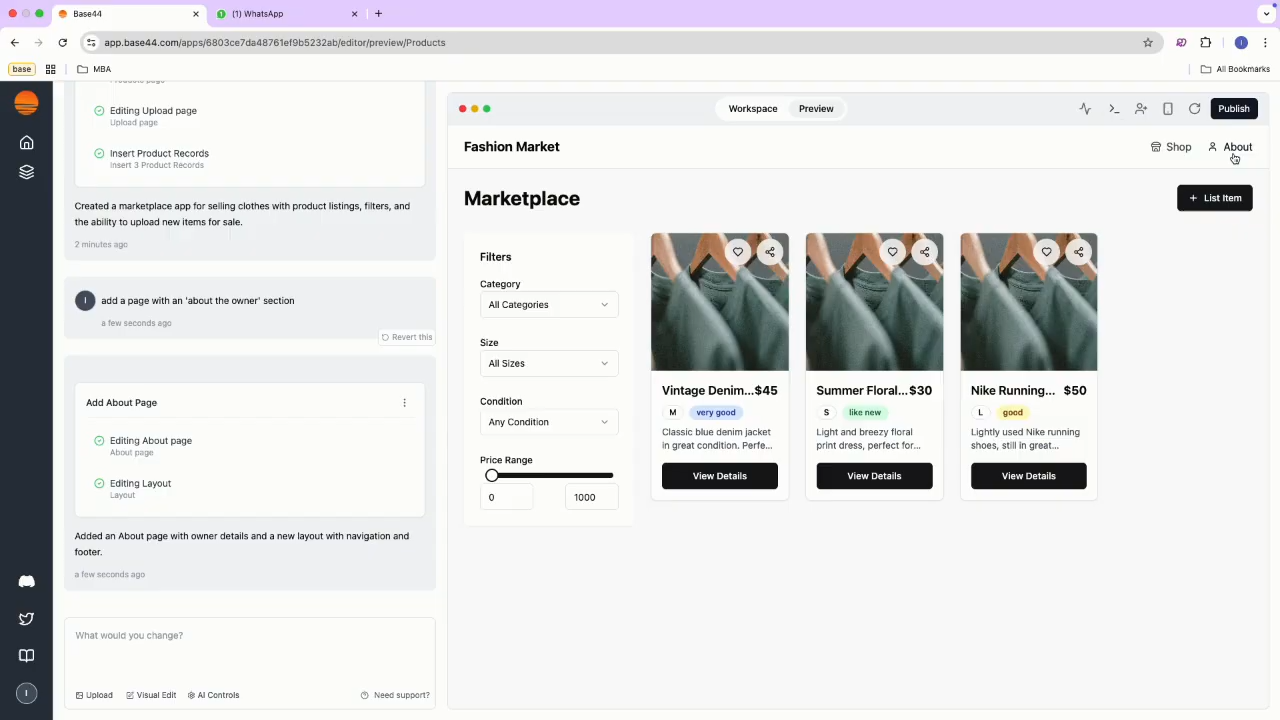 Base44
(1) WhatsApp
app.base44.com/apps/6803ce7da48761ef9b5232ab/editor/preview/Products
base
MBA
All Bookmarks
Editing Upload page
Upload page
Insert Product Records
Insert 3 Product Records
Created a marketplace app for selling clothes with product listings, filters, and
the ability to upload new items for sale.
2 minutes ago
I
add a page with an 'about the owner' section
a few seconds ago
Revert this
Add About Page
Editing About page
About page
Editing Layout
Layout
Added an About page with owner details and a new layout with navigation and
footer.
a few seconds ago
What would you change?
Upload
Visual Edit
AI Controls
Need support?
I
Workspace
Preview
Publish
Fashion Market
Shop
About
Marketplace
+ List Item
Filters
Category
All Categories
Size
All Sizes
Condition
Any Condition
Price Range
0
1000
Vintage Denim...$45
M very good
Classic blue denim jacket
in great condition. Perfe...
View Details
Summer Floral...$30
S like new
Light and breezy floral
print dress, perfect for...
View Details
Nike Running... $50
L good
Lightly used Nike running
shoes, still in great...
View Details